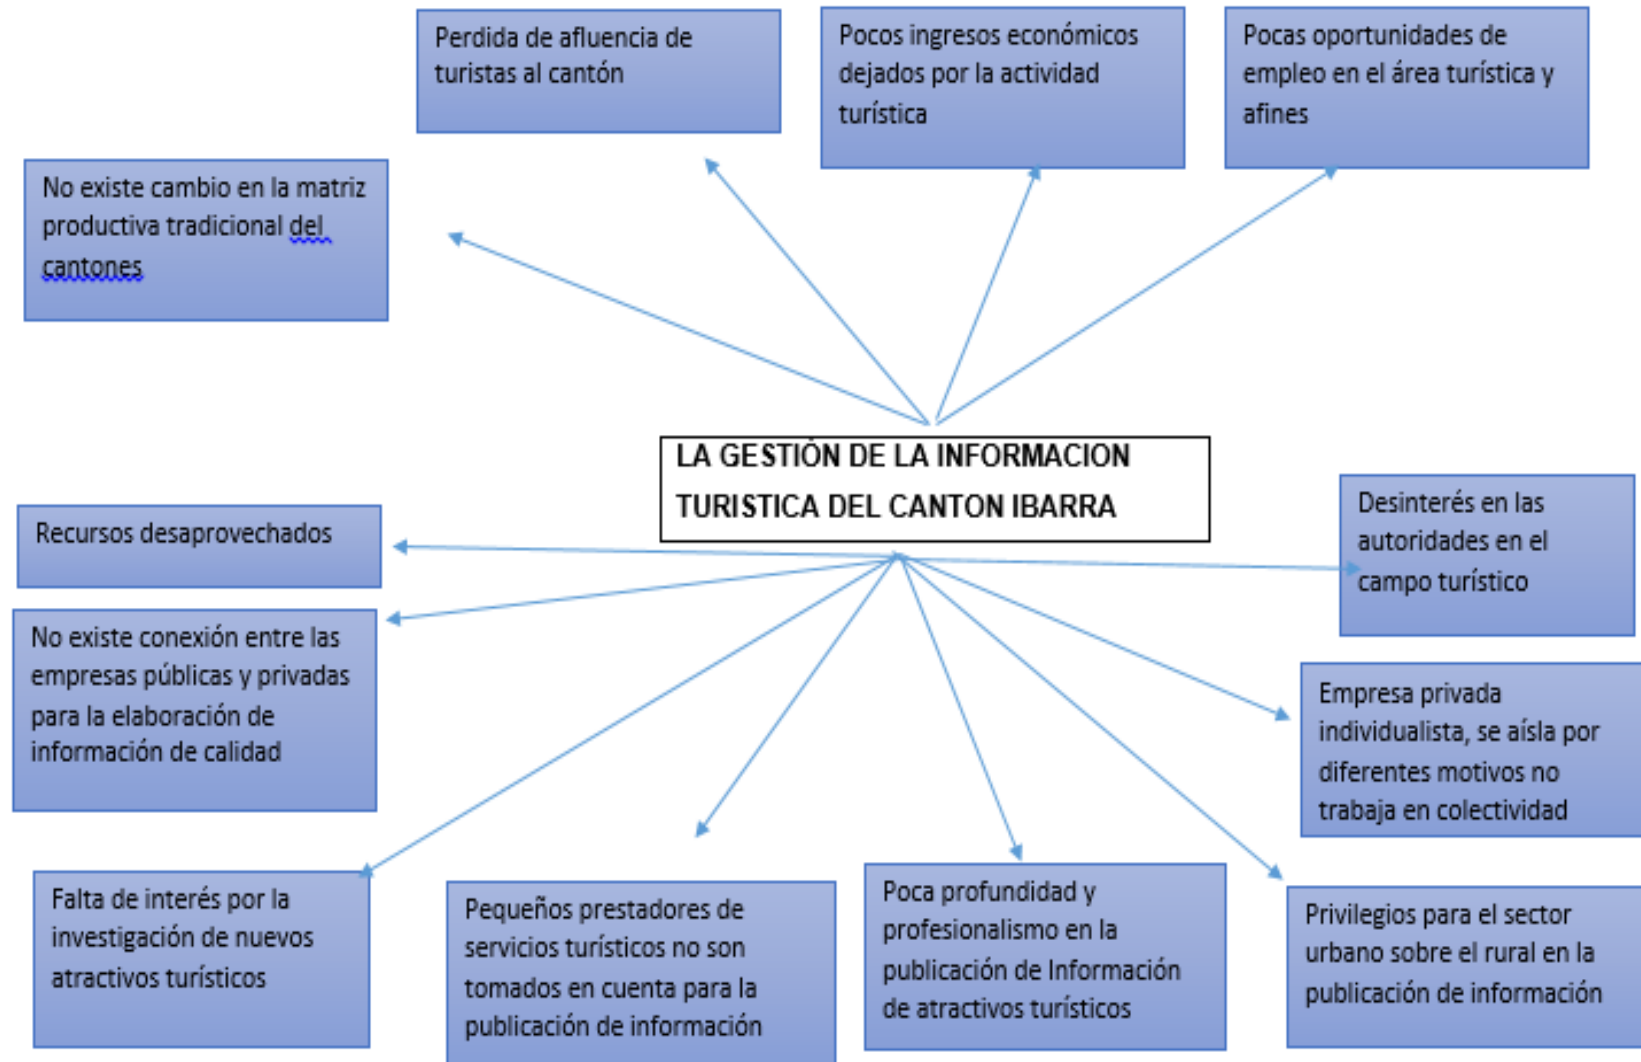 Perdida de afluencia de
turistas al cantón
Pocos ingresos económicos
dejados por la actividad
turística
Pocas oportunidades de
empleo en el área turística y
afines
No existe cambio en la matriz
productiva tradicional del
cantones
LA GESTIÓN DE LA INFORMACION
TURISTICA DEL CANTON IBARRA
Recursos desaprovechados
Desinterés en las
autoridades en el
campo turístico
No existe conexión entre las
empresas públicas y privadas
para la elaboración de
información de calidad
Empresa privada
individualista, se aísla por
diferentes motivos no
trabaja en colectividad
Falta de interés por la
investigación de nuevos
atractivos turísticos
Pequeños prestadores de
servicios turísticos no son
tomados en cuenta para la
publicación de información
Poca profundidad y
profesionalismo en la
publicación de Información
de atractivos turísticos
Privilegios para el sector
urbano sobre el rural en la
publicación de información